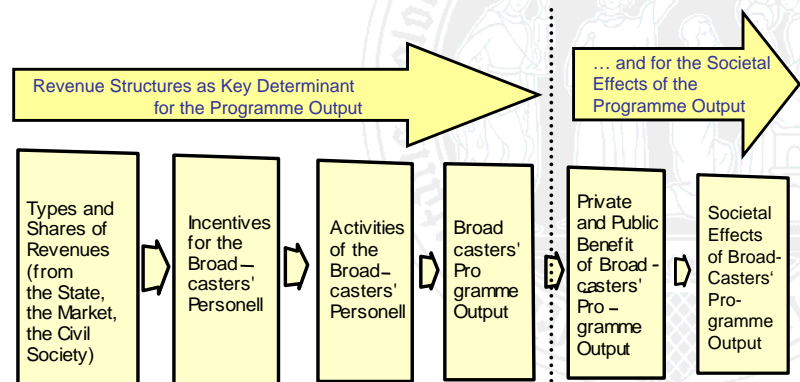 Revenue Structures as Key Determinant
for the Programme Output
… and for the Societal
Effects of the
Programme Output
Types and
Shares of
Revenues
(from
the State,
the Market,
the Civil
Society)
Incentives
for the
Broad–
casters'
Personell
Activities
of the
Broad–
casters'
Personell
Broad
casters'
Pro
gramme
Output
Private
and Public
Benefit
of Broad -
casters'
Pro –
gramme
Output
Societal
Effects
of Broad-
Casters‘
Pro-
gramme
Output